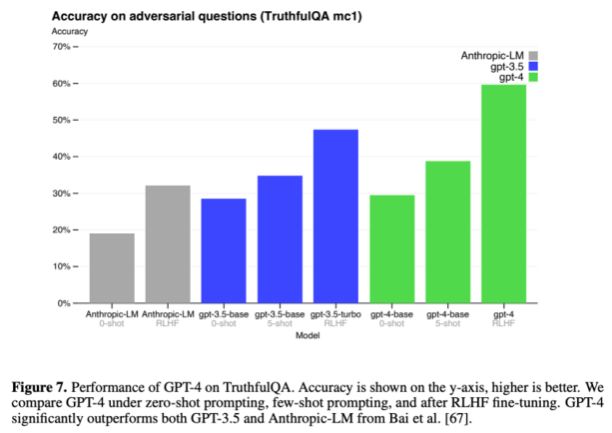 Accuracy on adversarial questions (TruthfulQA mc1)
Accuracy
70%
Anthropic-LM
gpt-3.5
gpt-4
60%
50%
40%
30%
20%
10%
0%
Anthropic-LM Anthropic-LM gpt-3.5-base gpt-3.5-base gpt-3.5-turbo gpt-4-base gpt-4-base gpt-4
0-shot RLHF 0-shot 5-shot RLHF 0-shot 5-shot RLHF
Model
Figure 7. Performance of GPT-4 on TruthfulQA. Accuracy is shown on the y-axis, higher is better. We
compare GPT-4 under zero-shot prompting, few-shot prompting, and after RLHF fine-tuning. GPT-4
significantly outperforms both GPT-3.5 and Anthropic-LM from Bai et al. [67].